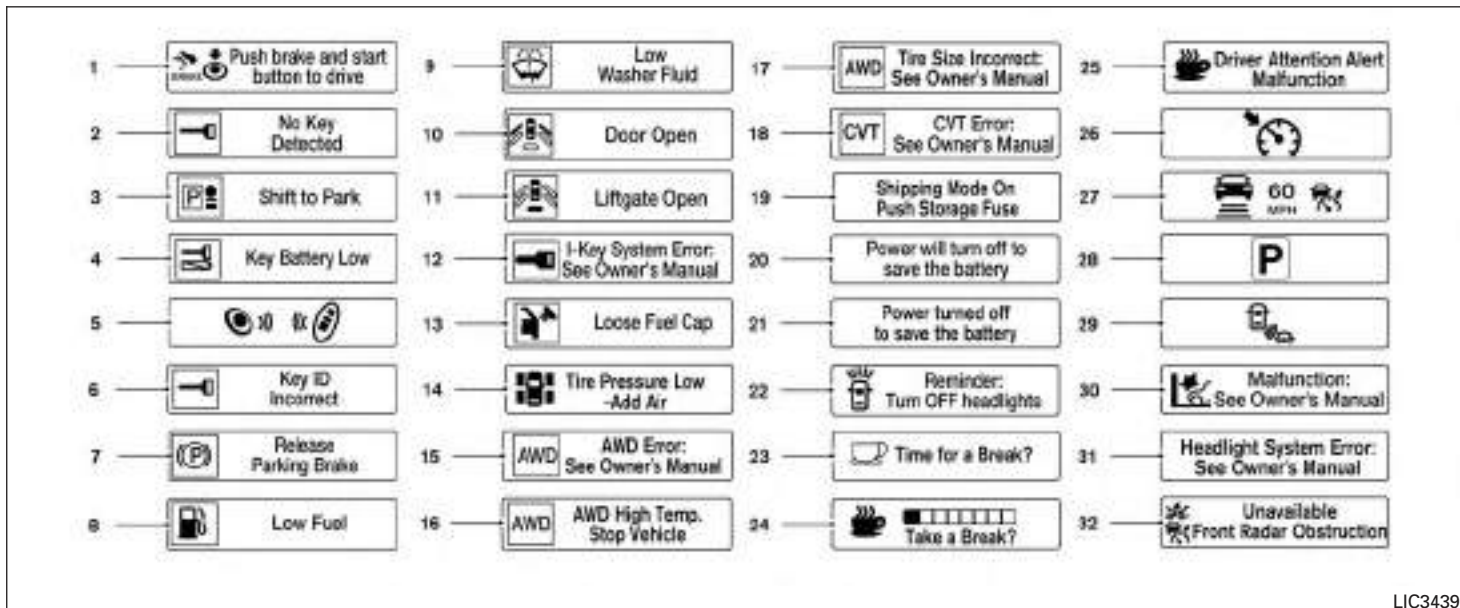 1
Push brake and start
button to drive
2
No Key
Detected
3
P
Shift to Park
4
Key Battery Low
5
6
Key ID
Incorrect
7
(P)
Release
Parking Brake
8
Low Fuel
9
Low
Washer Fluid
10
Door Open
11
Liftgate Open
12
I-Key System Error:
See Owner's Manual
13
Loose Fuel Cap
14
Tire Pressure Low
-Add Air
15
AWD
AWD Error:
See Owner's Manual
16
AWD
AWD High Temp.
Stop Vehicle
17
AWD
Tire Size Incorrect:
See Owner's Manual
18
CVT
CVT Error:
See Owner's Manual
19
Shipping Mode On
Push Storage Fuse
20
Power will turn off to
save the battery
21
Power turned off
to save the battery
22
Reminder:
Turn OFF headlights
23
Time for a Break?
24
Take a Break?
25
Driver Attention Alert
Malfunction
26
27
60
MPH
28
P
29
30
Malfunction:
See Owner's Manual
31
Headlight System Error:
See Owner's Manual
32
Unavailable
Front Radar Obstruction
LIC3439